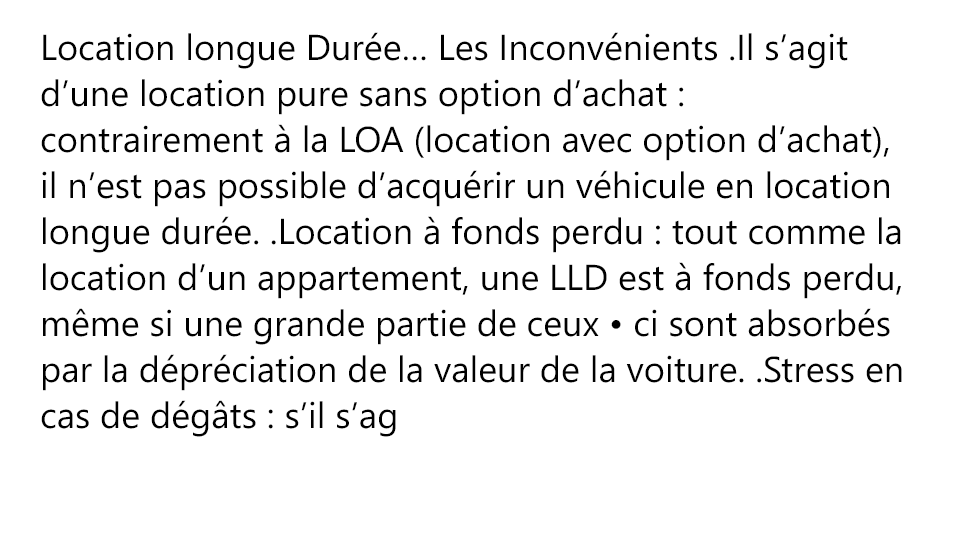 Location longue Durée… Les Inconvénients .Il s’agit
d’une location pure sans option d’achat :
contrairement à la LOA (location avec option d’achat),
il n’est pas possible d’acquérir un véhicule en location
longue durée. .Location à fonds perdu : tout comme la
location d’un appartement, une LLD est à fonds perdu,
même si une grande partie de ceux • ci sont absorbés
par la dépréciation de la valeur de la voiture. .Stress en
cas de dégâts : s’il s’ag